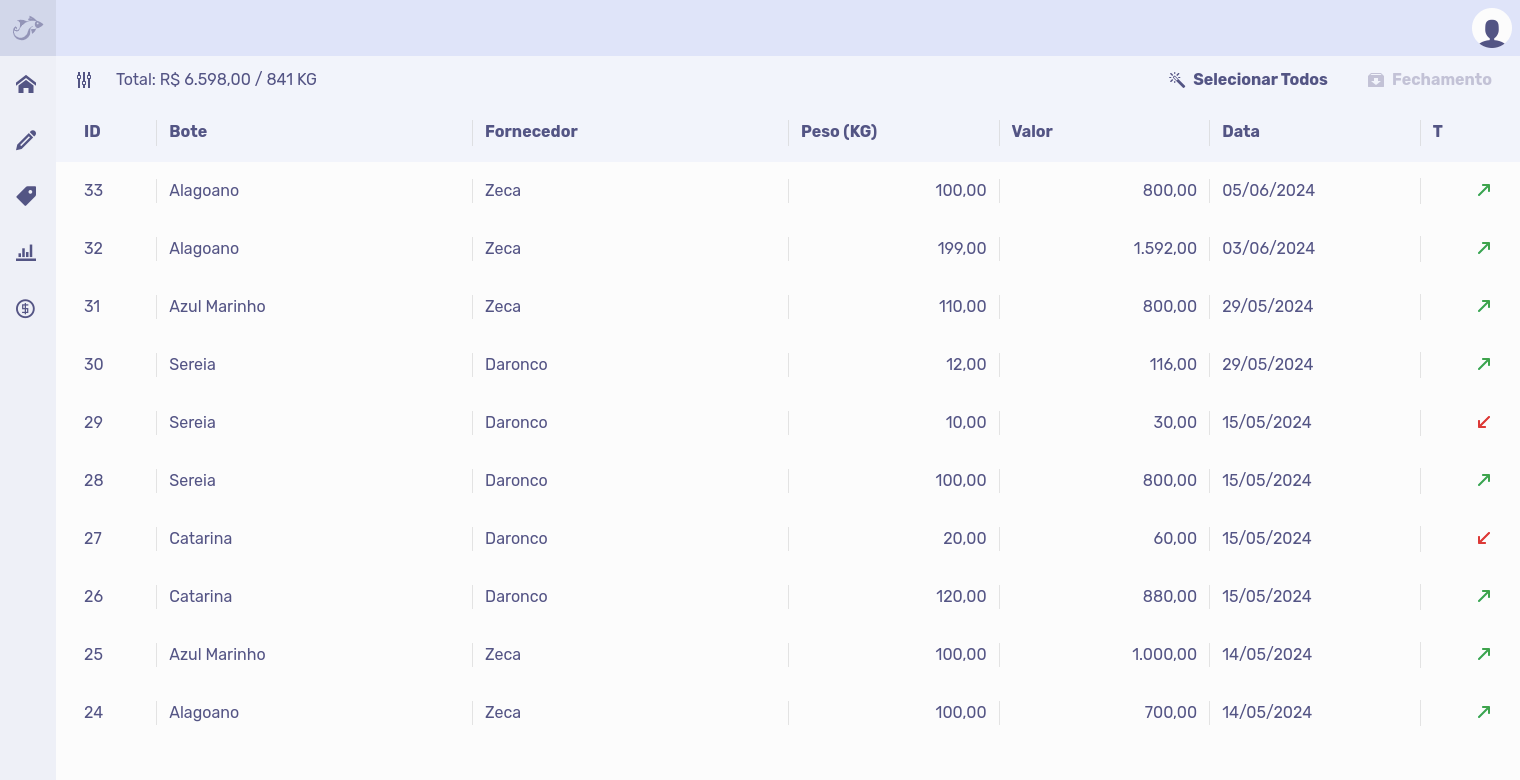 Total: R$ 6.598,00 / 841 KG Selecionar Todos Fechamento
ID Bote Fornecedor Peso (KG) Valor Data T
33 Alagoano Zeca 100,00 800,00 05/06/2024
32 Alagoano Zeca 199,00 1.592,00 03/06/2024
31 Azul Marinho Zeca 110,00 800,00 29/05/2024
30 Sereia Daronco 12,00 116,00 29/05/2024
29 Sereia Daronco 10,00 30,00 15/05/2024
28 Sereia Daronco 100,00 800,00 15/05/2024
27 Catarina Daronco 20,00 60,00 15/05/2024
26 Catarina Daronco 120,00 880,00 15/05/2024
25 Azul Marinho Zeca 100,00 1.000,00 14/05/2024
24 Alagoano Zeca 100,00 700,00 14/05/2024